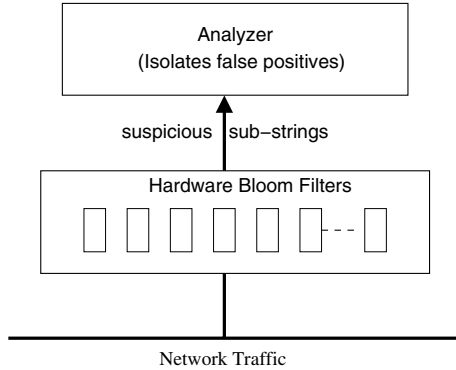 Analyzer
(Isolates false positives)
suspicious sub−strings
Hardware Bloom Filters
Network Traffic